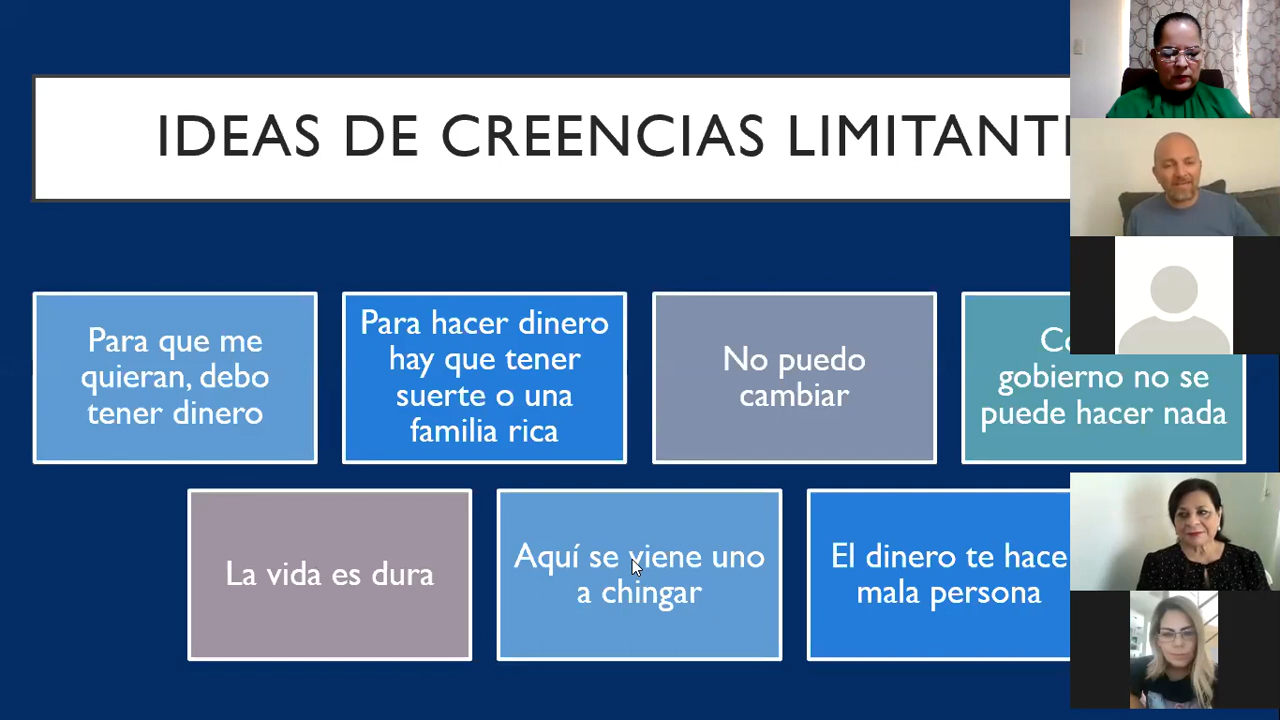 IDEAS DE CREENCIAS
Para que me
quieran, debo
tener dinero
Para hacer dinero
hay que tener
suerte o una
familia rica
No puedo
cambiar
gobierno no se
puede hacer nada
La vida es dura
Aquí se viene uno
a chingar
El dinero te hace
mala persona